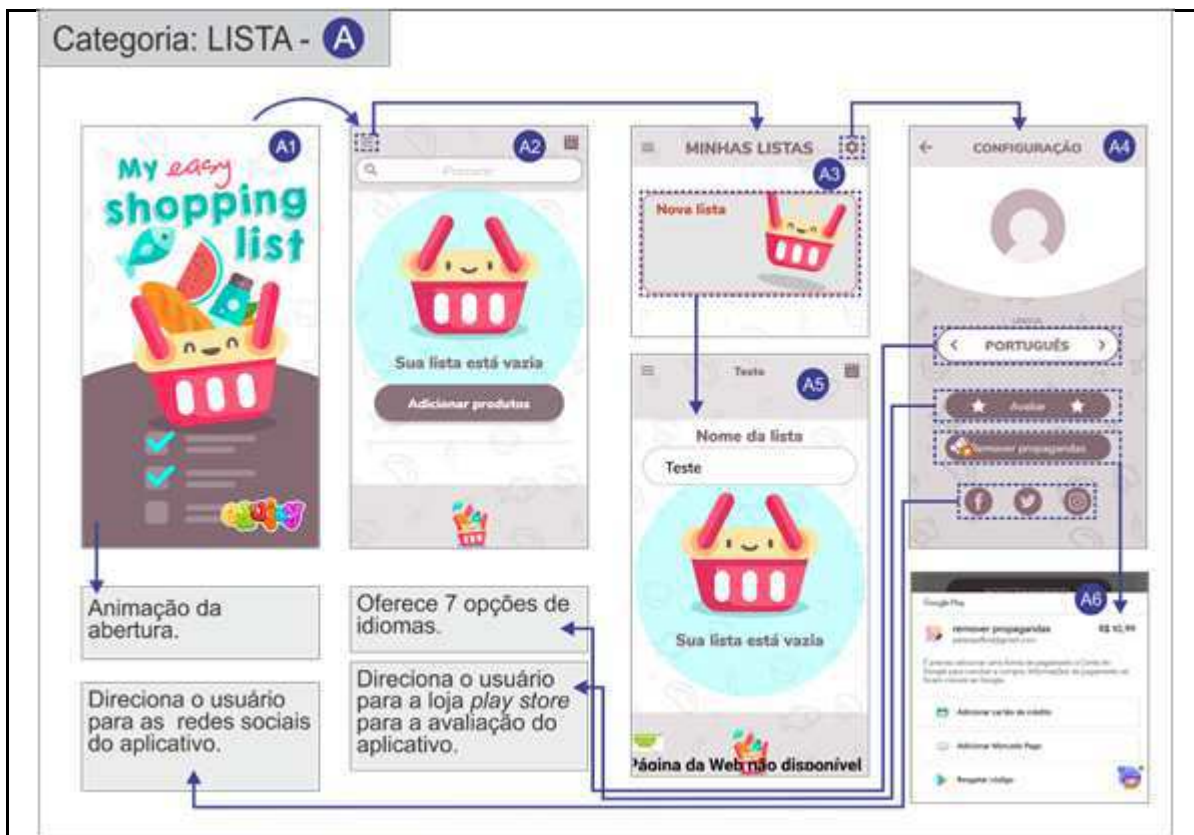 Categoria: LISTA - A
A1
My easy
shopping
list
A2
Procurar
Sua lista está vazia
Adicionar produtos
MINHAS LISTAS
A3
Nova lista
CONFIGURAÇÃO
A4
PORTUGUÊS
Avaliar
Remover propagandas
Teste
A5
Nome da lista
Teste
Sua lista está vazia
Página da Web não disponível
A6
Google Play
remover propagandas
R$ 10,99
Adicionar cartão de crédito
Adicionar Mercado Pago
Resgatar código
Animação da
abertura.
Oferece 7 opções de
idiomas.
Direciona o usuário
para as redes sociais
do aplicativo.
Direciona o usuário
para a loja play store
para a avaliação do
aplicativo.